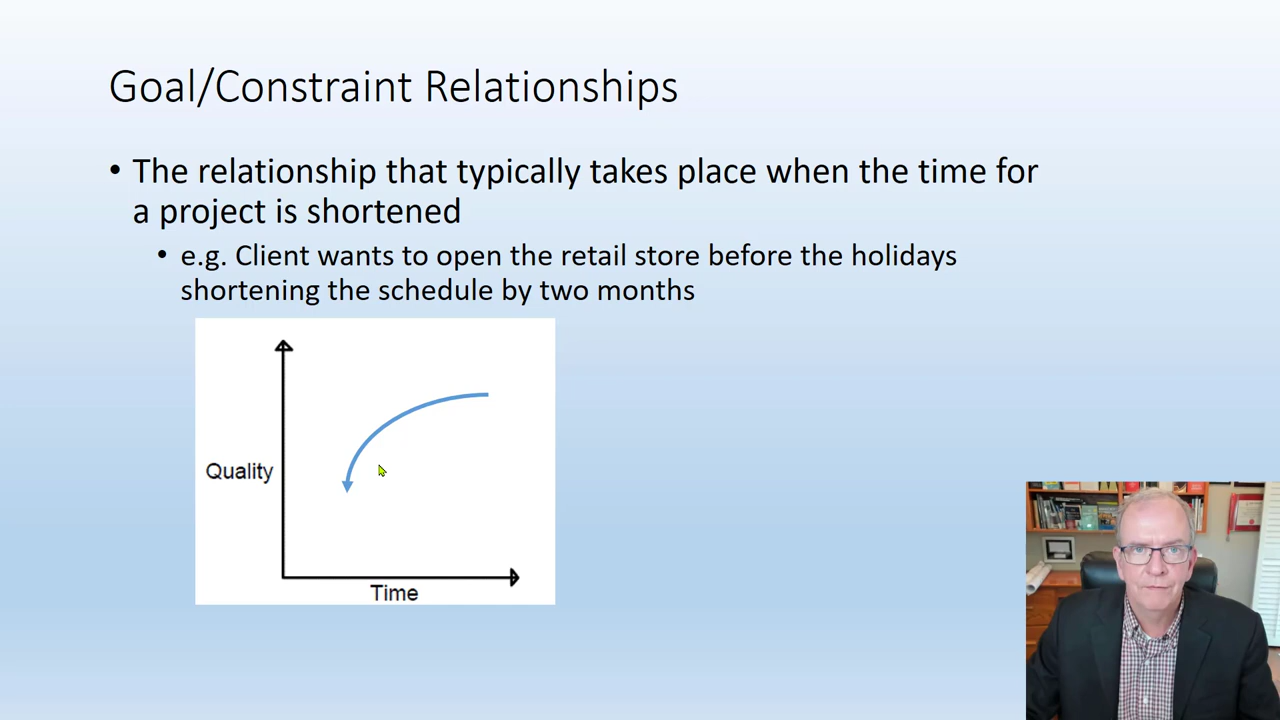 Goal/Constraint Relationships
• The relationship that typically takes place when the time for
a project is shortened
• e.g. Client wants to open the retail store before the holidays
shortening the schedule by two months
Quality
Time